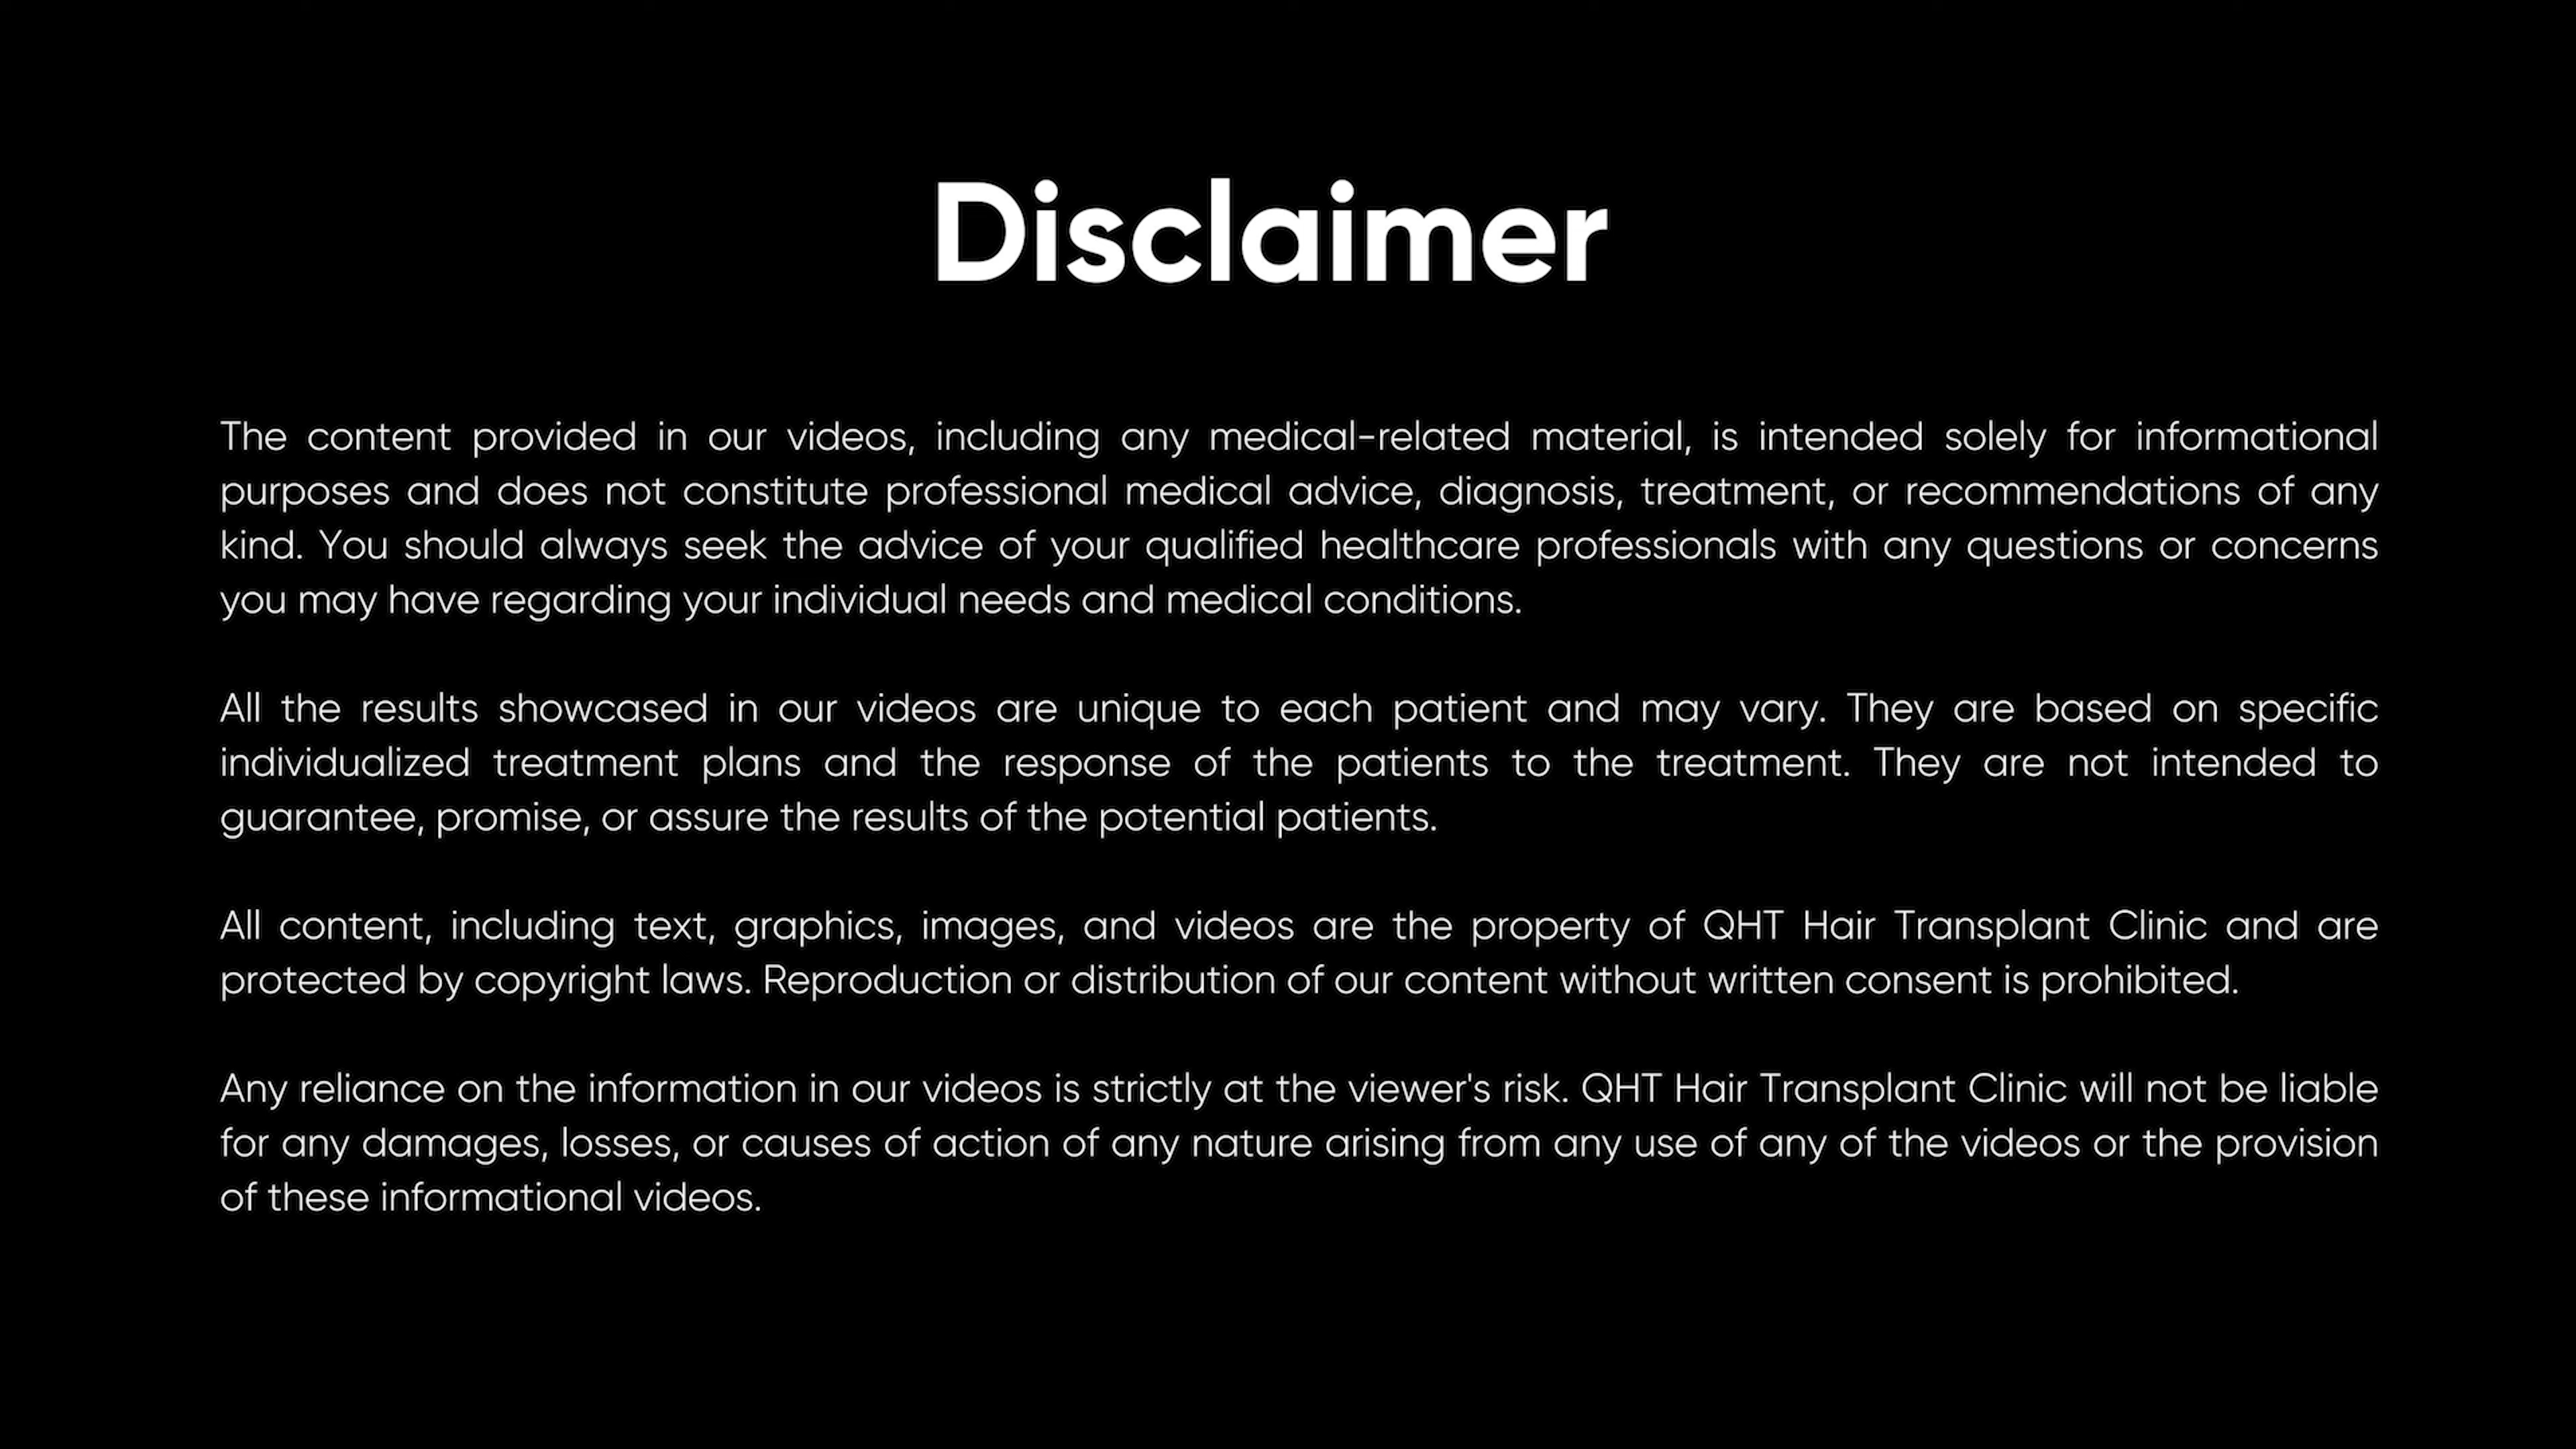 Disclaimer
The content provided in our videos, including any medical-related material, is intended solely for informational
purposes and does not constitute professional medical advice, diagnosis, treatment, or recommendations of any
kind. You should always seek the advice of your qualified healthcare professionals with any questions or concerns
you may have regarding your individual needs and medical conditions.
All the results showcased in our videos are unique to each patient and may vary. They are based on specific
individualized treatment plans and the response of the patients to the treatment. They are not intended to
guarantee, promise, or assure the results of the potential patients.
All content, including text, graphics, images, and videos are the property of QHT Hair Transplant Clinic and are
protected by copyright laws. Reproduction or distribution of our content without written consent is prohibited.
Any reliance on the information in our videos is strictly at the viewer's risk. QHT Hair Transplant Clinic will not be liable
for any damages, losses, or causes of action of any nature arising from any use of any of the videos or the provision
of these informational videos.